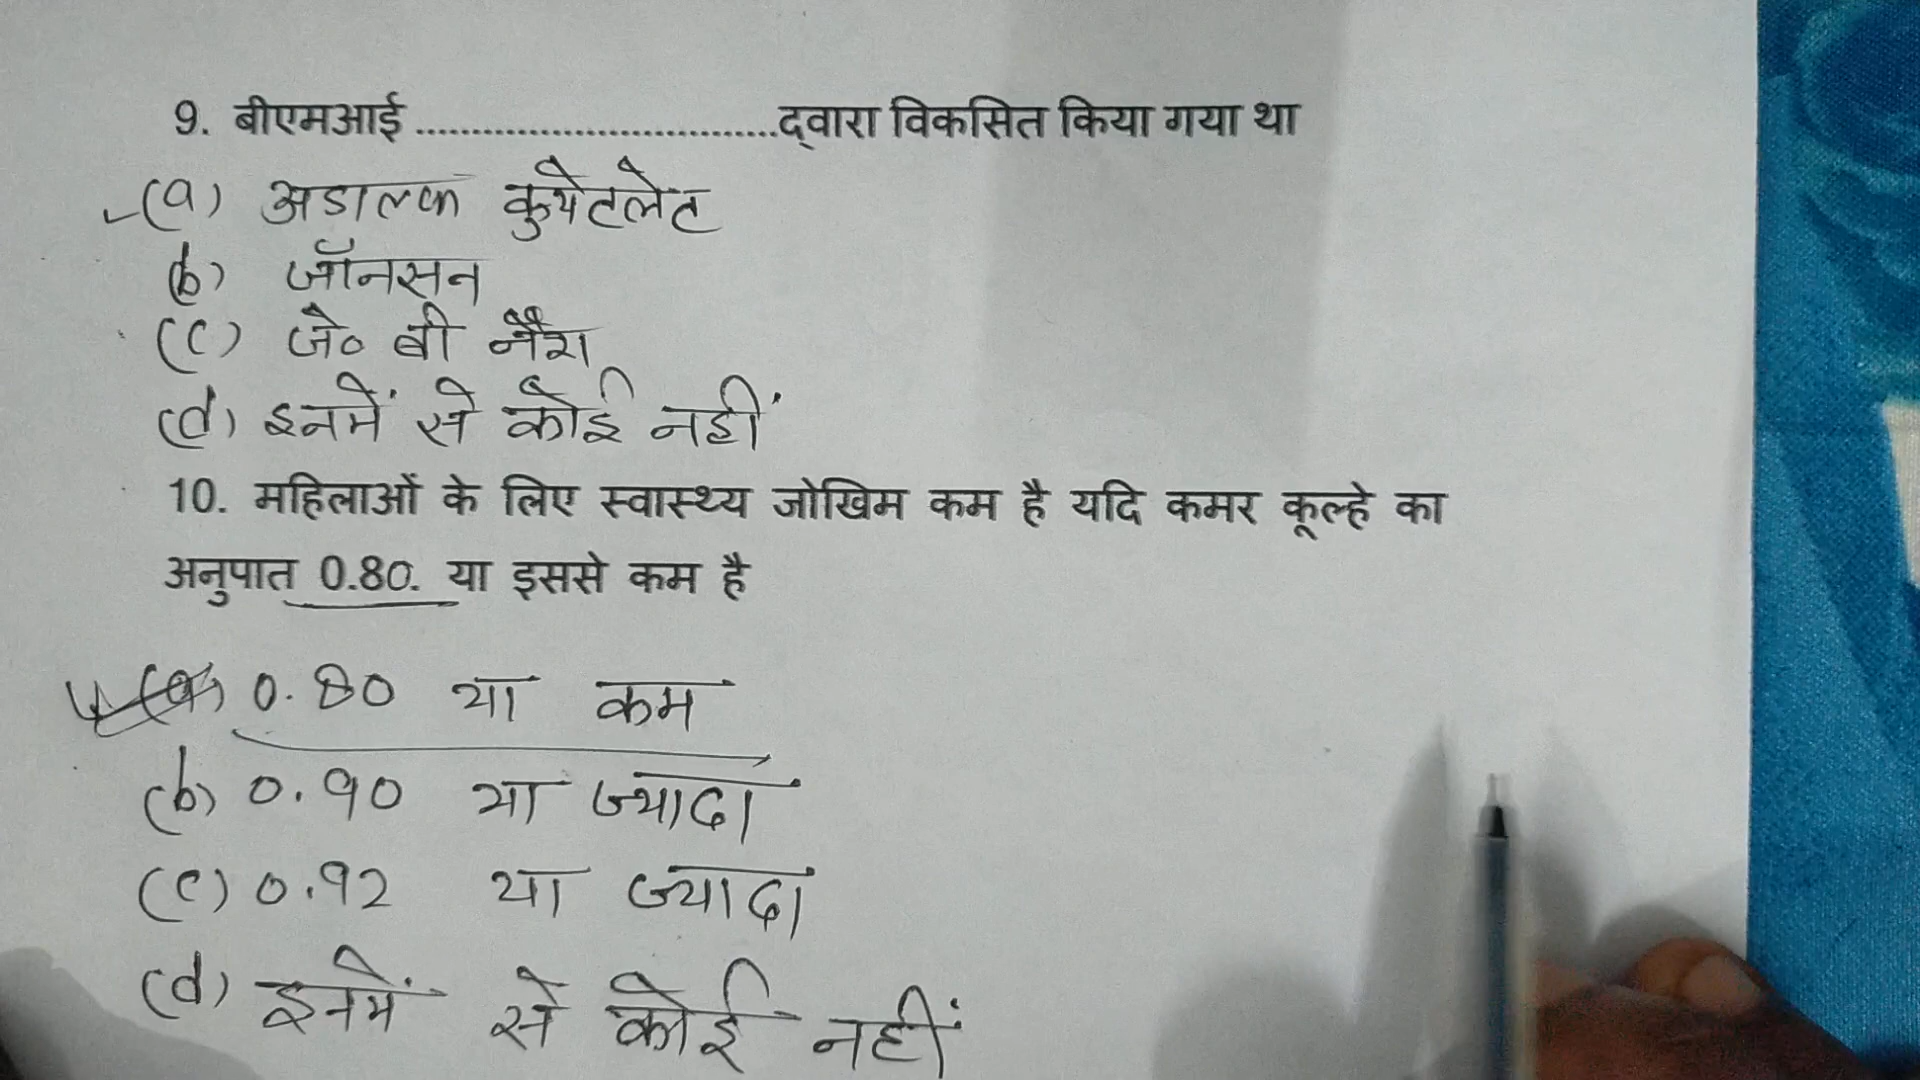 9. बीएमआई ................................द्वारा विकसित किया गया था
(a) अडाल्फ कुयेटलेट
(b) जॉनसन
(c) जे० बी नैश
(d) इनमें से कोई नहीं
10. महिलाओं के लिए स्वास्थ्य जोखिम कम है यदि कमर कूल्हे का
अनुपात 0.80. या इससे कम है
(a) 0.80 या कम
(b) 0.90 या ज्यादा
(c) 0.92 या ज्यादा
(d) इनमें से कोई नहीं